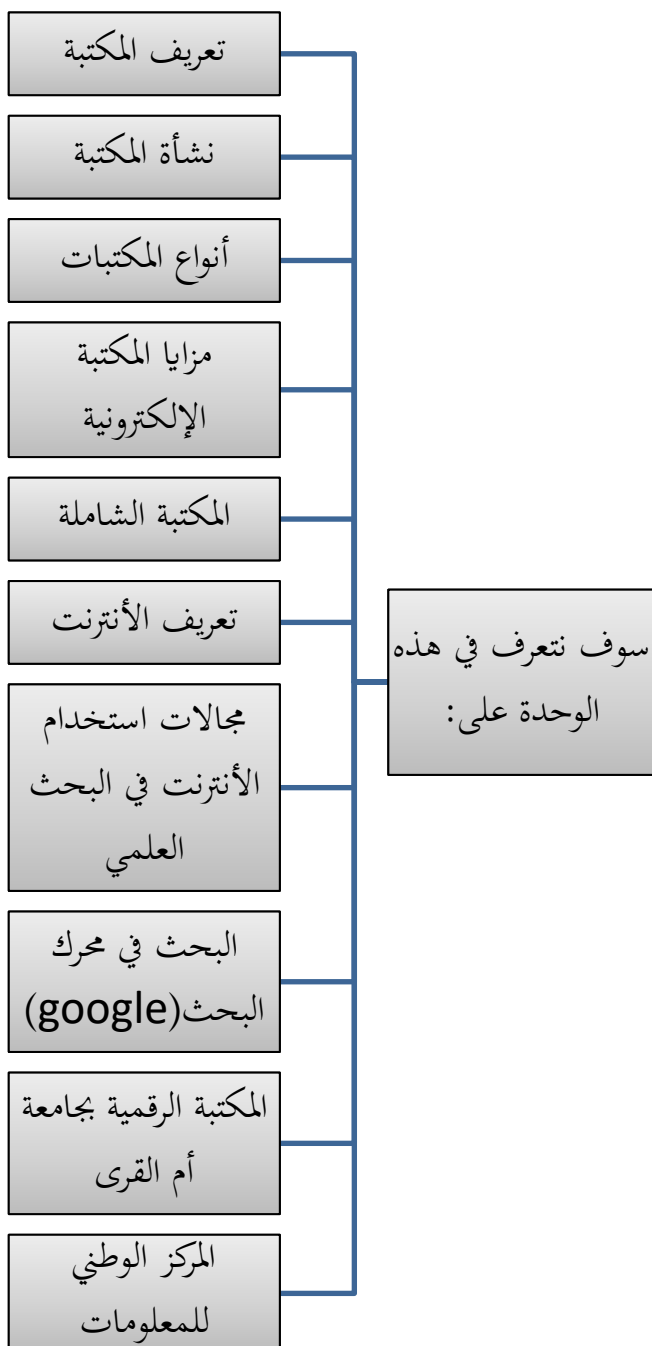 سوف نتعرف في هذه
الوحدة على:
تعريف المكتبة
نشأة المكتبة
أنواع المكتبات
مزايا المكتبة
الإلكترونية
المكتبة الشاملة
تعريف الأنترنت
مجالات استخدام
الأنترنت في البحث
العلمي
البحث في محرك
البحث(google)
المكتبة الرقمية بجامعة
أم القرى
المركز الوطني
للمعلومات